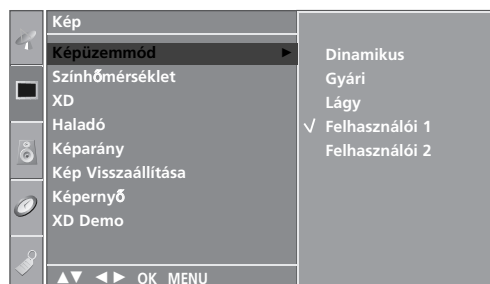 Kép
Képüzemmód ►
Színhőmérséklet
XD
Haladó
Képarány
Kép Visszaállítása
Képernyő
XD Demo
▲▼ ◄► OK MENU
Dinamikus
Gyári
Lágy
√ Felhasználói 1
Felhasználói 2